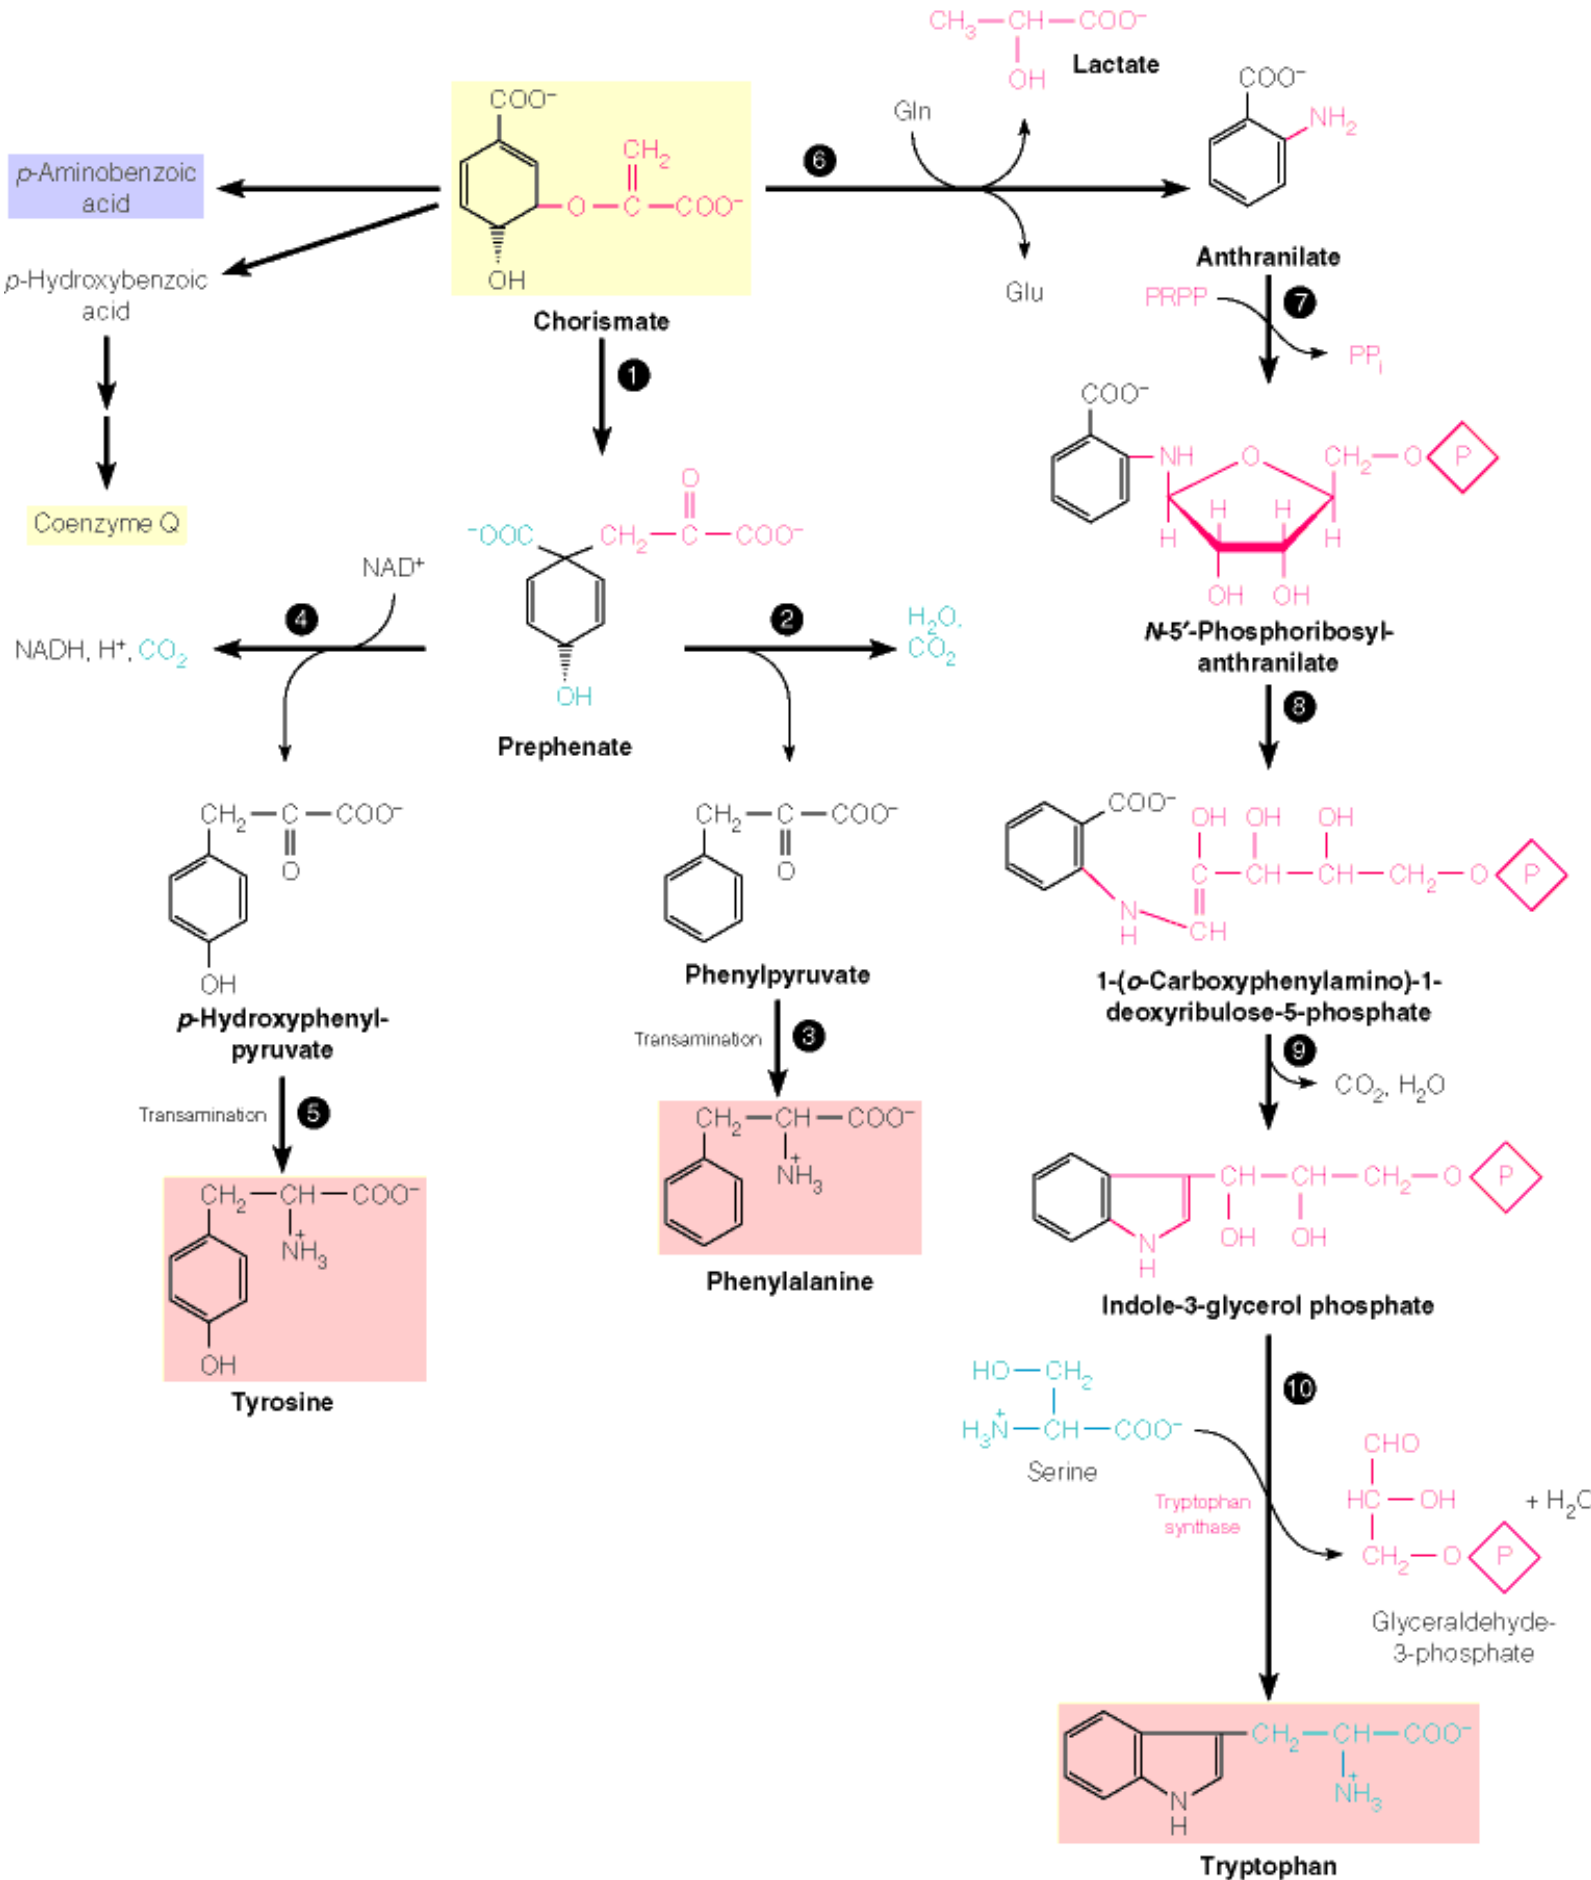 CH₃—CH—COO⁻
OH
Lactate
Gln
Glu
6
COO⁻
NH₂
Anthranilate
COO⁻
CH₂
O—C—COO⁻
OH
Chorismate
p-Aminobenzoic
acid
p-Hydroxybenzoic
acid
Coenzyme Q
1
PRPP
7
PPᵢ
COO⁻
NH
O
CH₂—O
P
H
H
H
H
OH
OH
N-5′-Phosphoribosyl-
anthranilate
⁻OOC
CH₂—C—COO⁻
O
OH
Prephenate
NAD⁺
4
NADH, H⁺, CO₂
2
H₂O,
CO₂
8
CH₂—C—COO⁻
O
OH
p-Hydroxyphenyl-
pyruvate
CH₂—C—COO⁻
O
Phenylpyruvate
COO⁻
OH
OH
OH
C—CH—CH—CH₂—O
P
N
H
CH
1-(o-Carboxyphenylamino)-1-
deoxyribulose-5-phosphate
Transamination
5
Transamination
3
9
CO₂, H₂O
CH₂—CH—COO⁻
NH₃⁺
OH
Tyrosine
CH₂—CH—COO⁻
NH₃⁺
Phenylalanine
CH—CH—CH₂—O
P
OH
OH
N
H
Indole-3-glycerol phosphate
10
HO—CH₂
H₃N⁺—CH—COO⁻
Serine
Tryptophan
synthase
CHO
HC—OH
CH₂—O
P
+ H₂O
Glyceraldehyde-
3-phosphate
CH₂—CH—COO⁻
NH₃⁺
N
H
Tryptophan